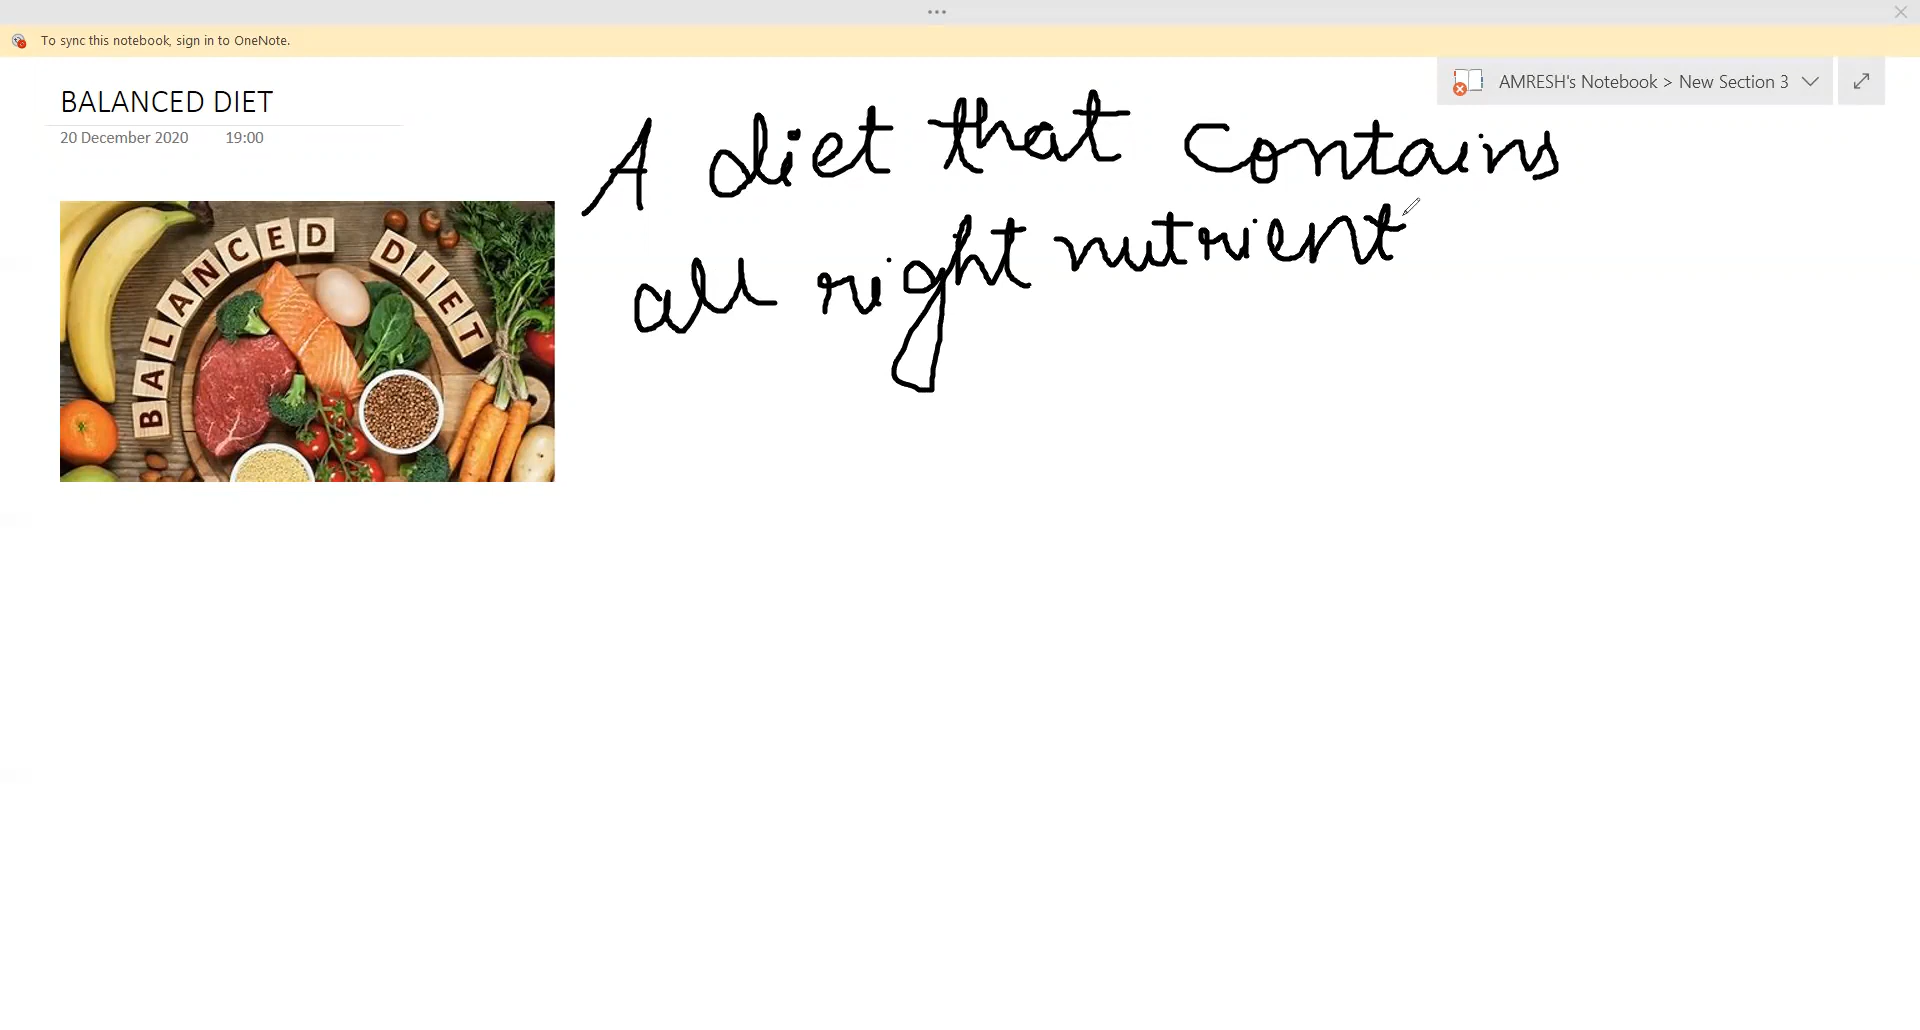 To sync this notebook, sign in to OneNote.
AMRESH's Notebook > New Section 3
BALANCED DIET
20 December 2020 19:00
A diet that contains
all right nutrient
BALANCED DIET